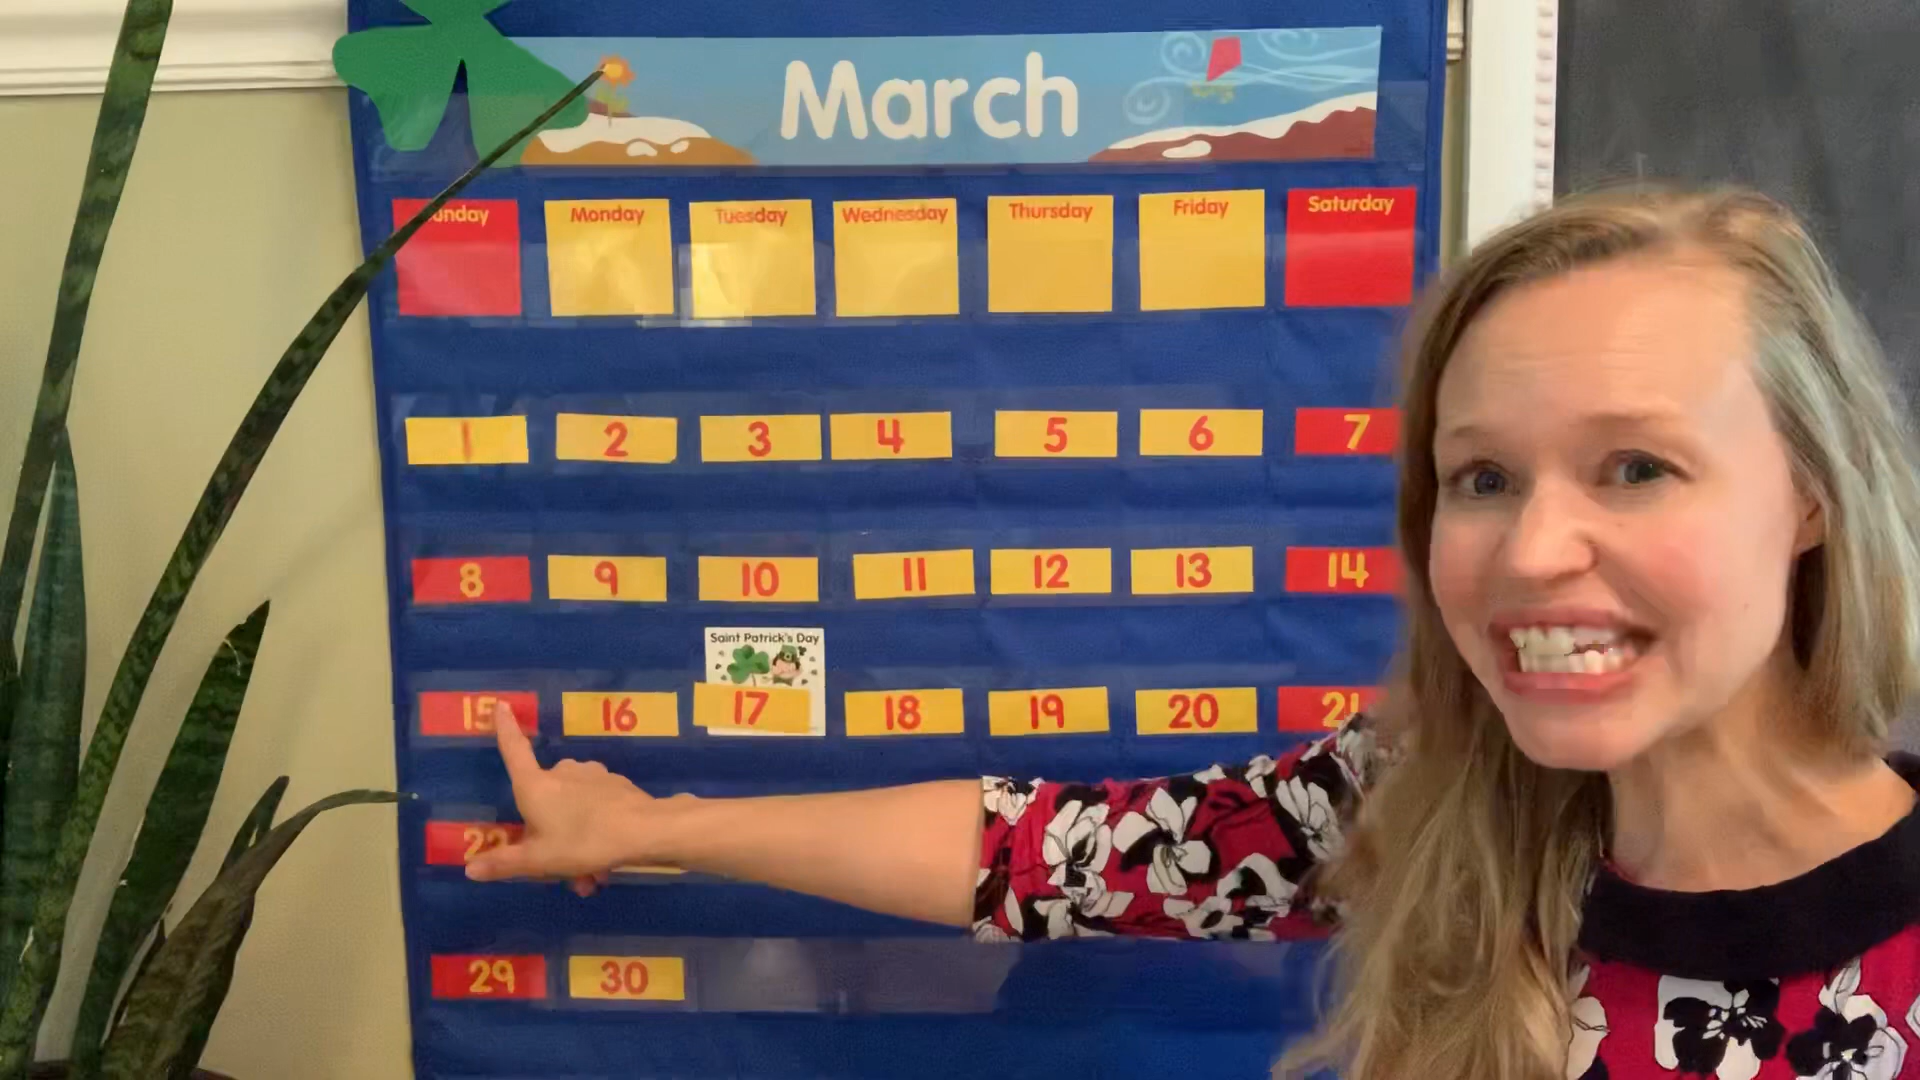 March
Sunday Monday Tuesday Wednesday Thursday Friday Saturday
1 2 3 4 5 6 7
8 9 10 11 12 13 14
Saint Patrick's Day
15 16 17 18 19 20 21
22
29 30